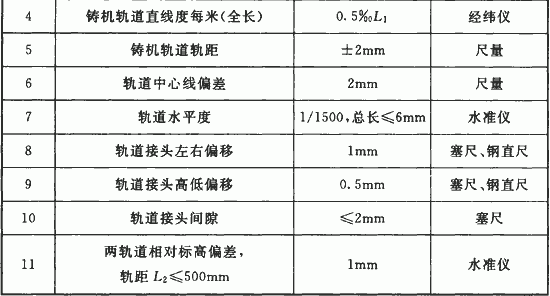 4 铸机轨道直线度每米(全长) 0.5‰L₁ 经纬仪
5 铸机轨道轨距 ±2mm 尺量
6 轨道中心线偏差 2mm 尺量
7 轨道水平度 1/1500,总长≤6mm 水准仪
8 轨道接头左右偏移 1mm 塞尺、钢直尺
9 轨道接头高低偏移 0.5mm 塞尺、钢直尺
10 轨道接头间隙 ≤2mm 塞尺
11 两轨道相对标高偏差, 1mm 水准仪
轨距 L₂≤500mm